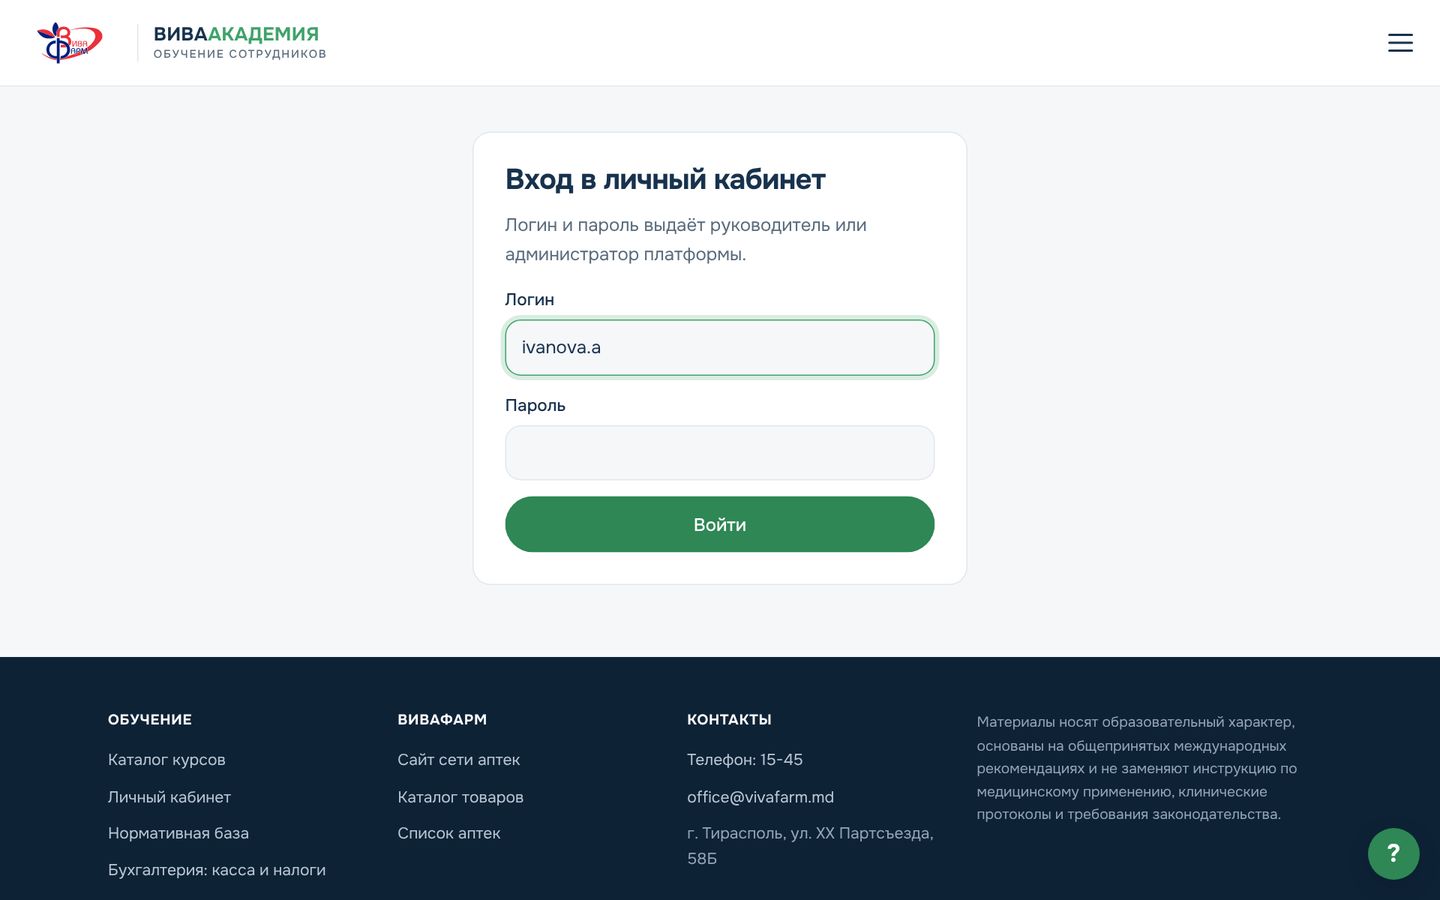 Вива
Фарм
ВИВААКАДЕМИЯ
ОБУЧЕНИЕ СОТРУДНИКОВ
Вход в личный кабинет
Логин и пароль выдаёт руководитель или
администратор платформы.
Логин
ivanova.a
Пароль
Войти
ОБУЧЕНИЕ
Каталог курсов
Личный кабинет
Нормативная база
Бухгалтерия: касса и налоги
ВИВАФАРМ
Сайт сети аптек
Каталог товаров
Список аптек
КОНТАКТЫ
Телефон: 15-45
office@vivafarm.md
г. Тирасполь, ул. XX Партсъезда,
58Б
Материалы носят образовательный характер,
основаны на общепринятых международных
рекомендациях и не заменяют инструкцию по
медицинскому применению, клинические
протоколы и требования законодательства.
?